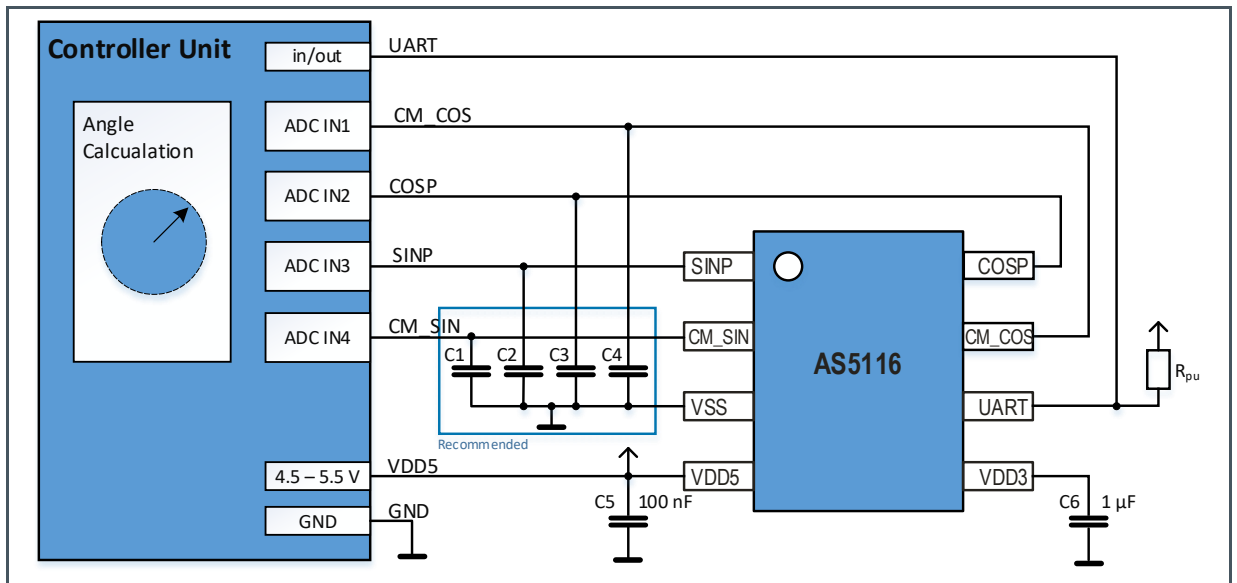 Controller Unit
Angle
Calcualation
in/out
ADC IN1
ADC IN2
ADC IN3
ADC IN4
4.5 – 5.5 V
GND
UART
CM_COS
COSP
SINP
CM_SIN
VDD5
GND
C1
C2
C3
C4
Recommended
C5
100 nF
SINP
CM_SIN
VSS
VDD5
AS5116
COSP
CM_COS
UART
VDD3
Rpu
C6
1 µF